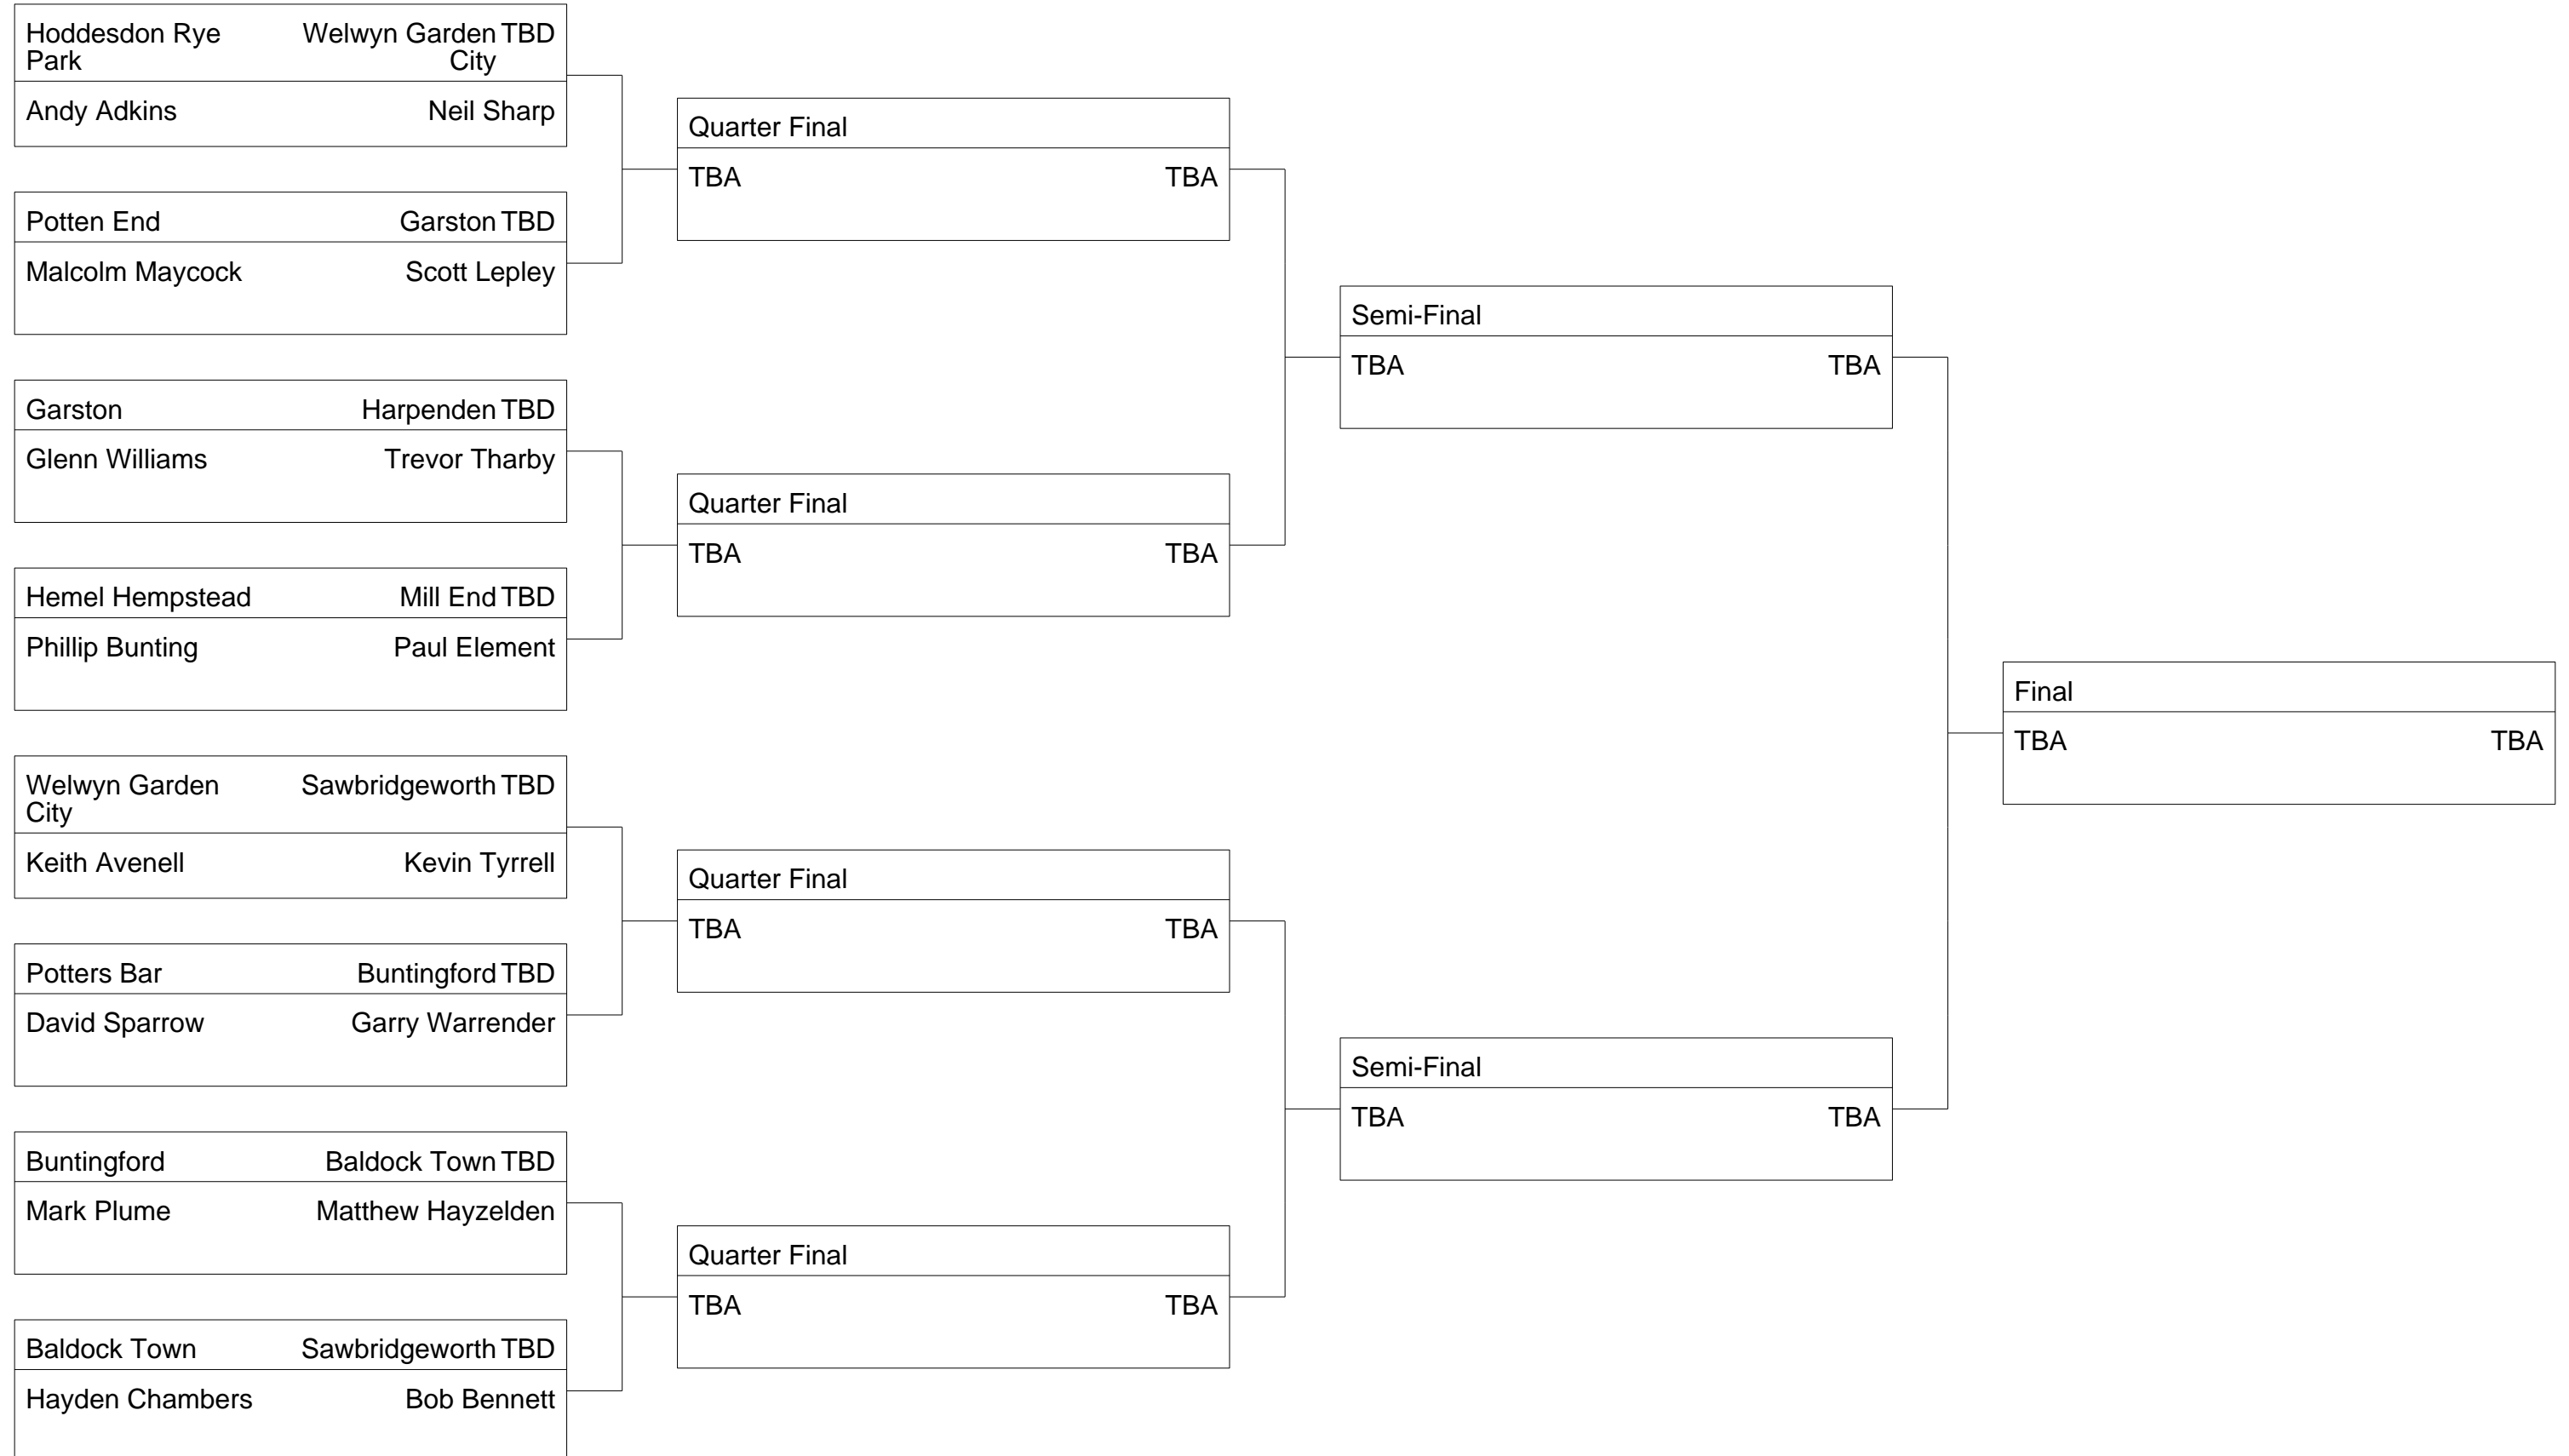 Hoddesdon Rye Welwyn Garden TBD
Park City
Andy Adkins Neil Sharp
Potten End Garston TBD
Malcolm Maycock Scott Lepley
Garston Harpenden TBD
Glenn Williams Trevor Tharby
Hemel Hempstead Mill End TBD
Phillip Bunting Paul Element
Welwyn Garden Sawbridgeworth TBD
City
Keith Avenell Kevin Tyrrell
Potters Bar Buntingford TBD
David Sparrow Garry Warrender
Buntingford Baldock Town TBD
Mark Plume Matthew Hayzelden
Baldock Town Sawbridgeworth TBD
Hayden Chambers Bob Bennett
Quarter Final
TBA TBA
Quarter Final
TBA TBA
Quarter Final
TBA TBA
Quarter Final
TBA TBA
Semi-Final
TBA TBA
Semi-Final
TBA TBA
Final
TBA TBA